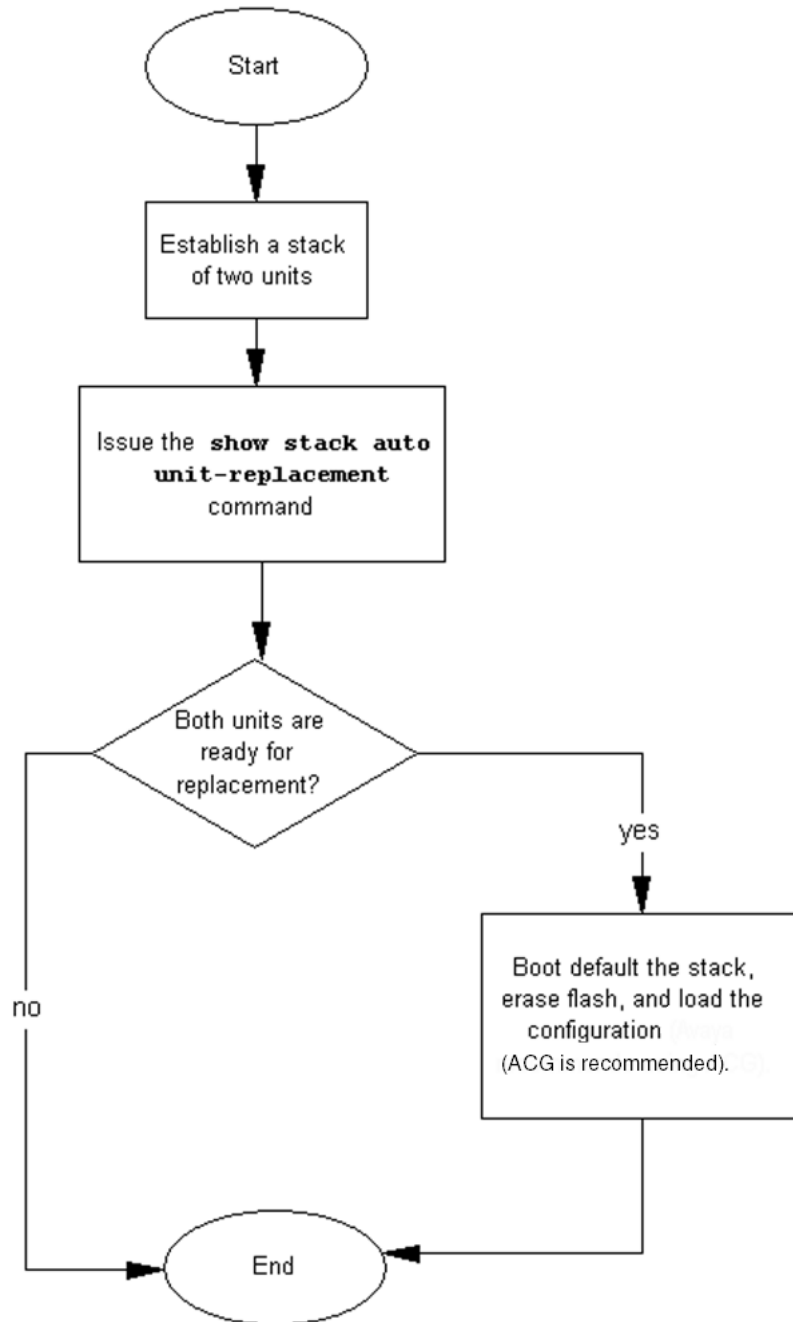 Start
Establish a stack
of two units
Issue the show stack auto
unit-replacement
command
Both units are
ready for
replacement?
yes
no
Boot default the stack,
erase flash, and load the
configuration
(ACG is recommended).
End